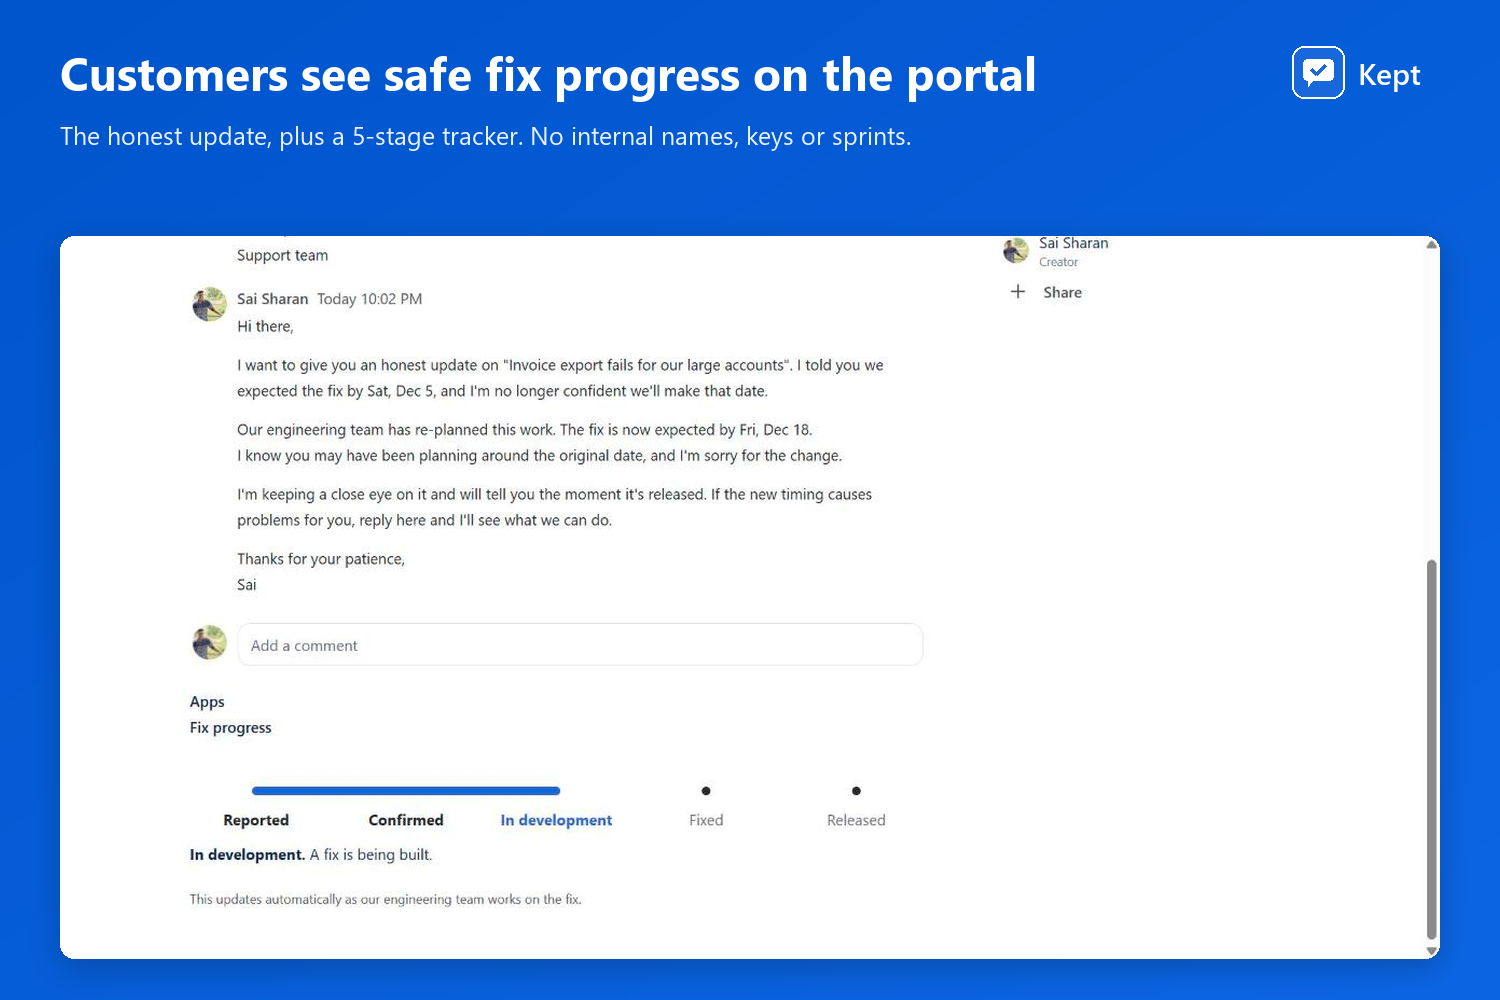 Customers see safe fix progress on the portal
Kept
The honest update, plus a 5-stage tracker. No internal names, keys or sprints.
Support team
Sai Sharan
Creator
Share
Sai Sharan Today 10:02 PM
Hi there,
I want to give you an honest update on "Invoice export fails for our large accounts". I told you we
expected the fix by Sat, Dec 5, and I'm no longer confident we'll make that date.
Our engineering team has re-planned this work. The fix is now expected by Fri, Dec 18.
I know you may have been planning around the original date, and I'm sorry for the change.
I'm keeping a close eye on it and will tell you the moment it's released. If the new timing causes
problems for you, reply here and I'll see what we can do.
Thanks for your patience,
Sai
Add a comment
Apps
Fix progress
Reported Confirmed In development Fixed Released
In development. A fix is being built.
This updates automatically as our engineering team works on the fix.